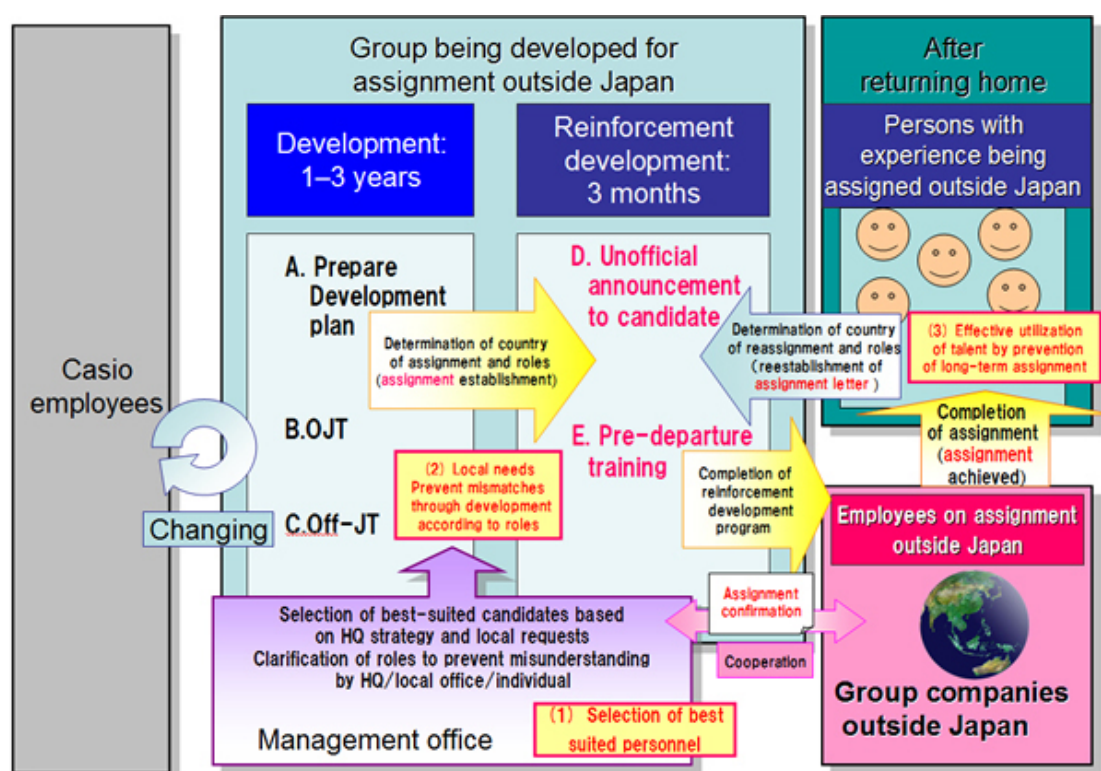 Casio
employees
Changing
Group being developed for
assignment outside Japan
Development:
1–3 years
Reinforcement
development:
3 months
A. Prepare
Development
plan
B.OJT
C.Off-JT
Determination of country
of assignment and roles
(assignment establishment)
(2) Local needs
Prevent mismatches
through development
according to roles
D. Unofficial
announcement
to candidate
E. Pre-departure
training
Determination of country
of reassignment and roles
(reestablishment of
assignment letter )
Completion of
reinforcement
development
program
After
returning home
Persons with
experience being
assigned outside Japan
(3) Effective utilization
of talent by prevention
of long-term assignment
Completion
of assignment
(assignment
achieved)
Employees on assignment
outside Japan
Group companies
outside Japan
Assignment
confirmation
Cooperation
Selection of best-suited candidates based
on HQ strategy and local requests
Clarification of roles to prevent misunderstanding
by HQ/local office/individual
Management office
(1) Selection of best
suited personnel